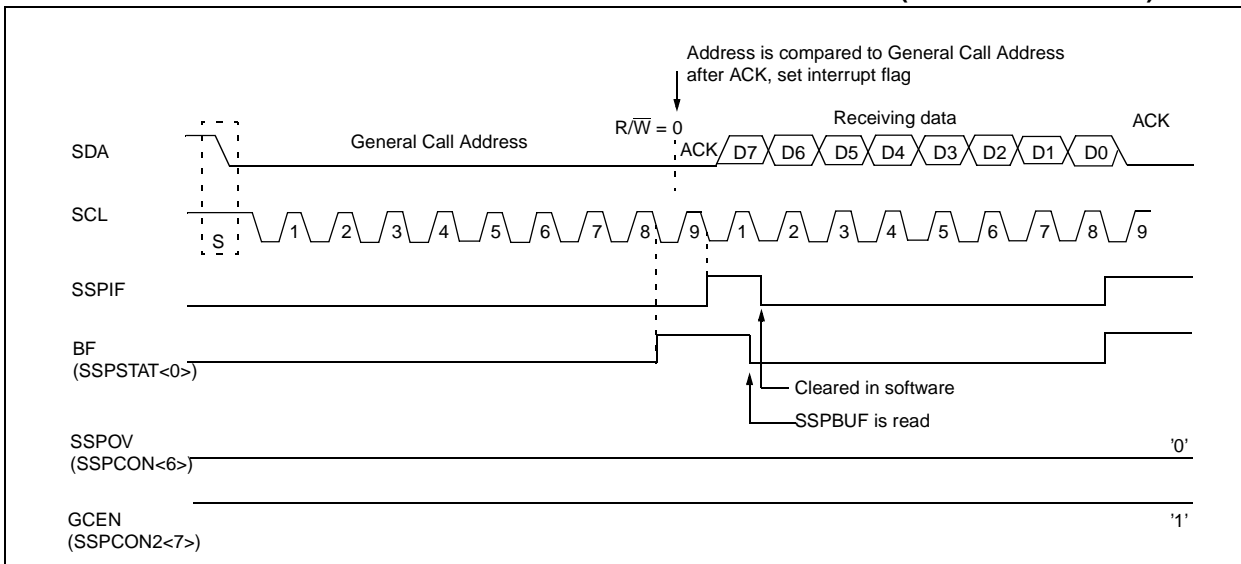 Address is compared to General Call Address
after ACK, set interrupt flag
R/W = 0
Receiving data
ACK
SDA
General Call Address
ACK
D7 D6 D5 D4 D3 D2 D1 D0
SCL
S
1 2 3 4 5 6 7 8 9 1 2 3 4 5 6 7 8 9
SSPIF
BF
(SSPSTAT<0>)
Cleared in software
SSPBUF is read
SSPOV
(SSPCON<6>)
'0'
GCEN
(SSPCON2<7>)
'1'